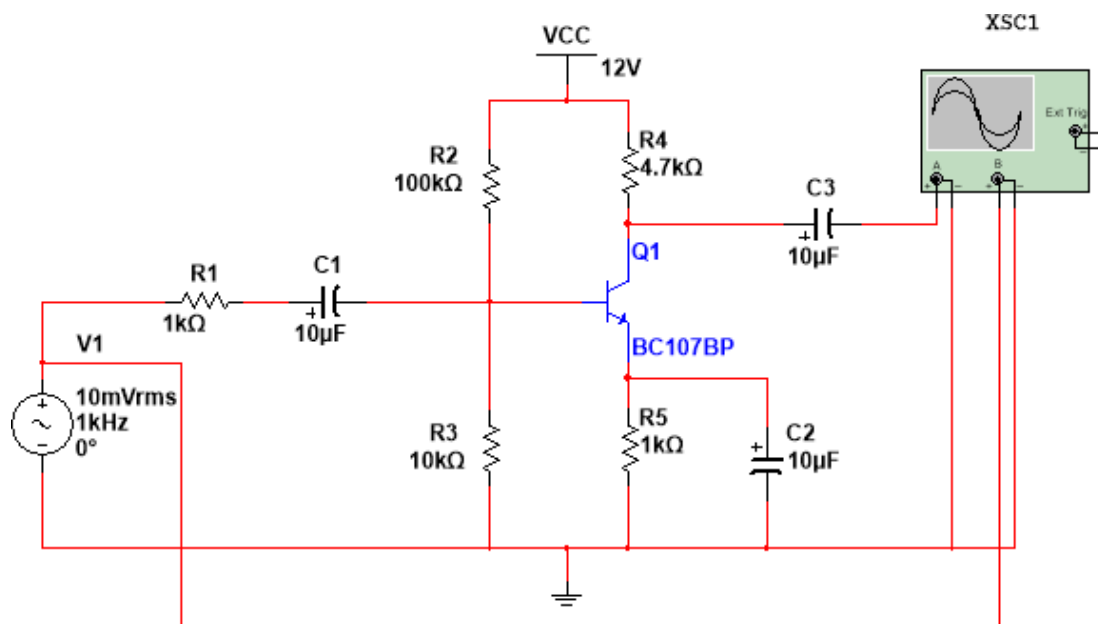 XSC1
VCC
12V
Ext Trig
+
−
A
B
+ − + −
R2
100kΩ
R4
4.7kΩ
C3
+
10µF
Q1
R1
1kΩ
C1
+
10µF
BC107BP
V1
+
10mVrms
1kHz
0°
−
R3
10kΩ
R5
1kΩ
C2
+
10µF